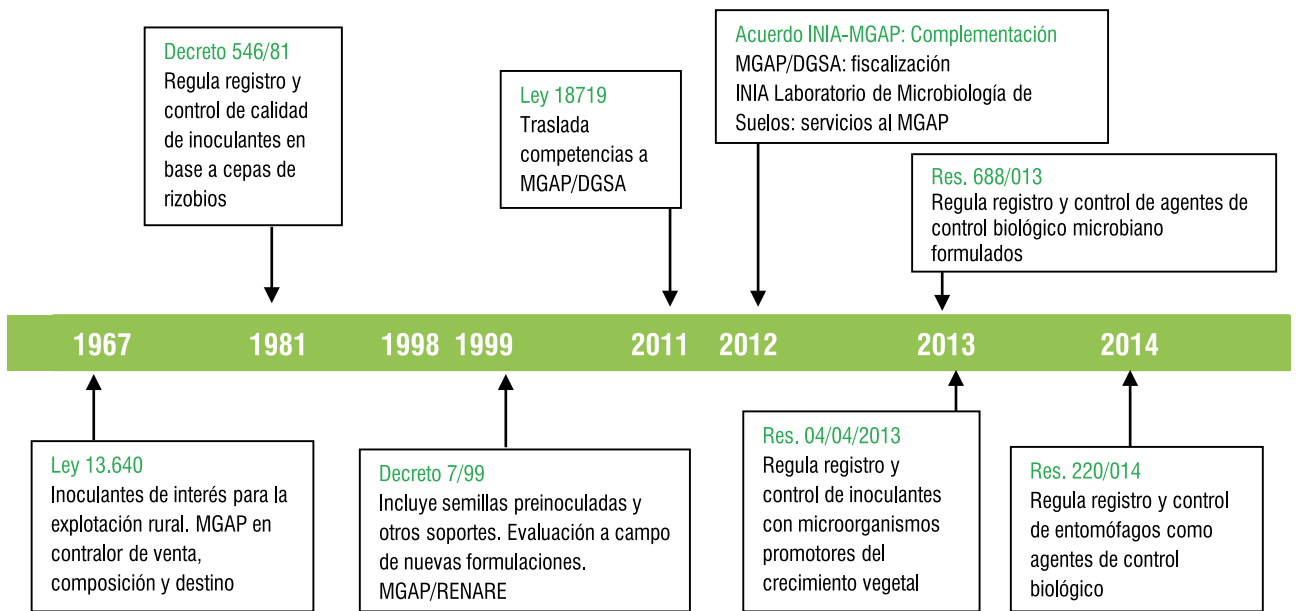 Decreto 546/81
Regula registro y
control de calidad
de inoculantes en
base a cepas de
rizobios
Ley 18719
Traslada
competencias a
MGAP/DGSA
Acuerdo INIA-MGAP: Complementación
MGAP/DGSA: fiscalización
INIA Laboratorio de Microbiología de
Suelos: servicios al MGAP
Res. 688/013
Regula registro y control de agentes de
control biológico microbiano
formulados
1967 1981 1998 1999 2011 2012 2013 2014
Ley 13.640
Inoculantes de interés para la
explotación rural. MGAP en
contralor de venta,
composición y destino
Decreto 7/99
Incluye semillas preinoculadas y
otros soportes. Evaluación a campo
de nuevas formulaciones.
MGAP/RENARE
Res. 04/04/2013
Regula registro y
control de inoculantes
con microorganismos
promotores del
crecimiento vegetal
Res. 220/014
Regula registro y control
de entomófagos como
agentes de control
biológico